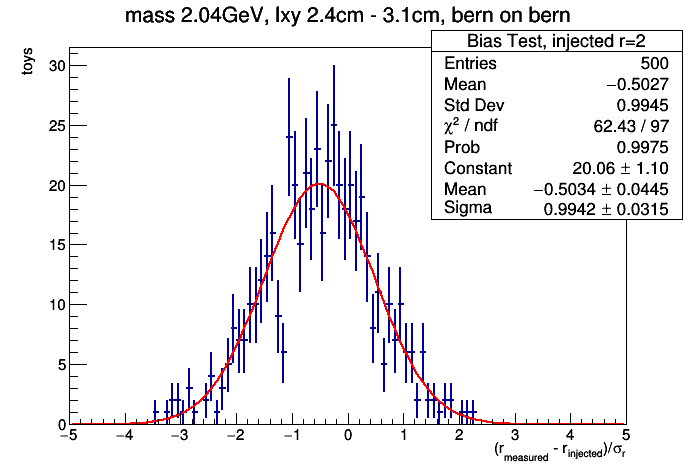 mass 2.04GeV, lxy 2.4cm - 3.1cm, bern on bern
toys
Bias Test, injected r=2
Entries 500
Mean −0.5027
Std Dev 0.9945
χ² / ndf 62.43 / 97
Prob 0.9975
Constant 20.06 ± 1.10
Mean −0.5034 ± 0.0445
Sigma 0.9942 ± 0.0315
30
25
20
15
10
5
0
−5 −4 −3 −2 −1 0 1 2 3 4 5
(r_measured - r_injected)/σ_r